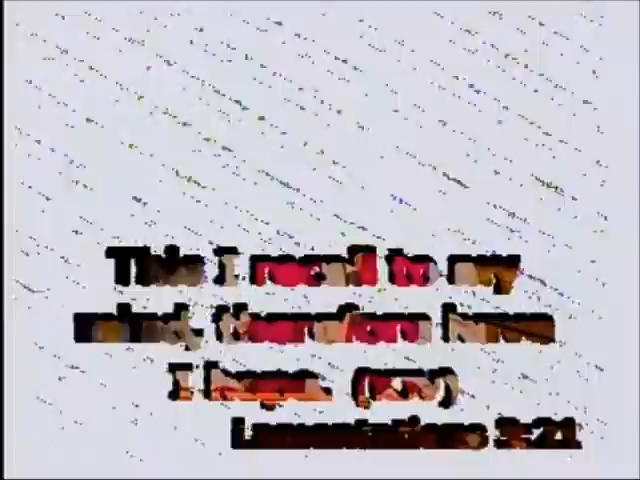 This I recall to my
mind, therefore have
I hope. (KJV)
Lamentations 3:21